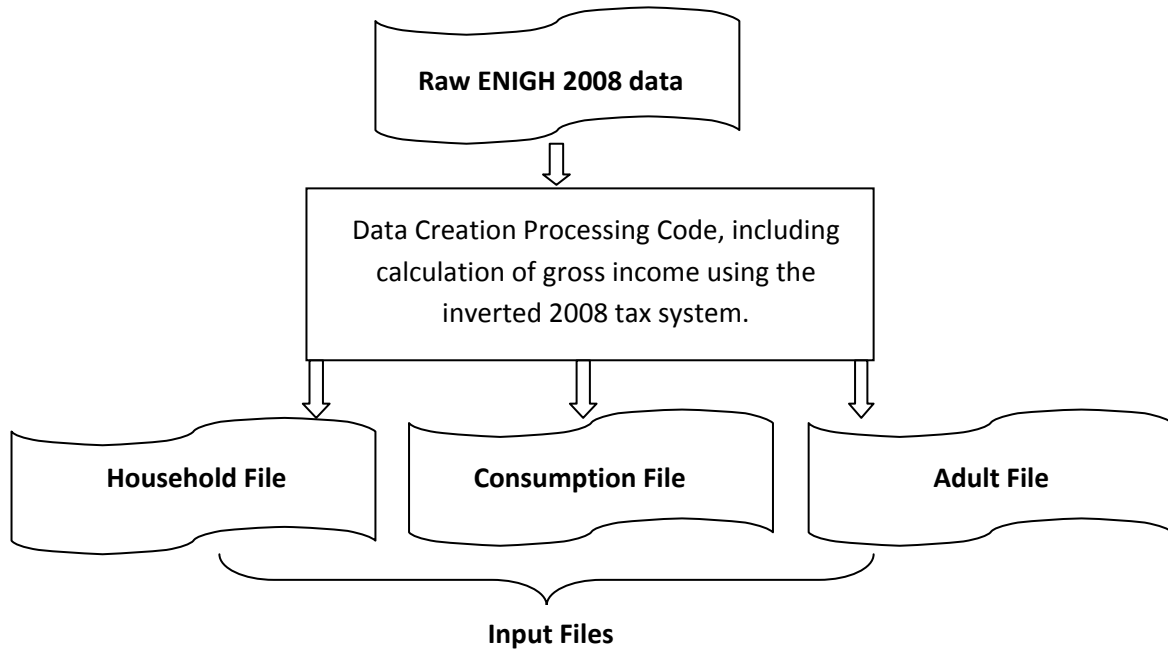 Raw ENIGH 2008 data
Data Creation Processing Code, including
calculation of gross income using the
inverted 2008 tax system.
Household File
Consumption File
Adult File
Input Files